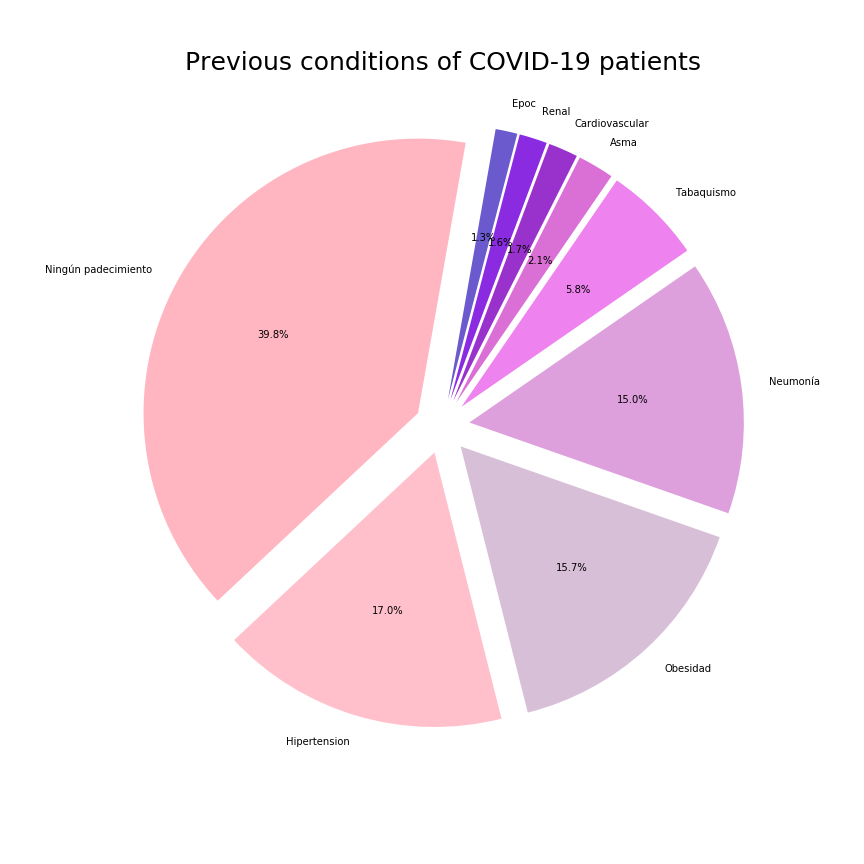 Previous conditions of COVID-19 patients
Epoc
Renal
Cardiovascular
Asma
Tabaquismo
Neumonía
Obesidad
Hipertension
Ningún padecimiento
1.3%
1.6%
1.7%
2.1%
5.8%
15.0%
15.7%
17.0%
39.8%